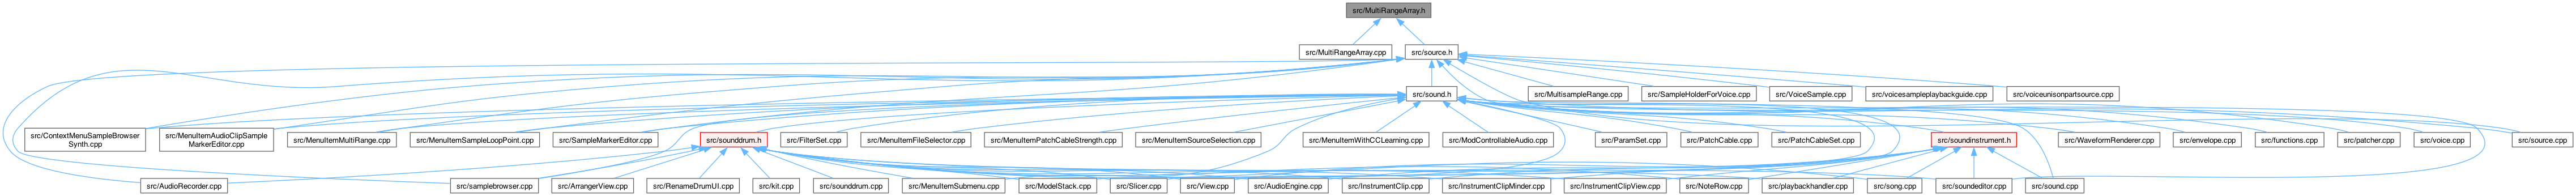 src/MultiRangeArray.h
src/MultiRangeArray.cpp
src/source.h
src/sound.h
src/MultisampleRange.cpp
src/SampleHolderForVoice.cpp
src/VoiceSample.cpp
src/voicesampleplaybackguide.cpp
src/voiceunisonpartsource.cpp
src/ContextMenuSampleBrowser
Synth.cpp
src/MenuItemAudioClipSample
MarkerEditor.cpp
src/MenuItemMultiRange.cpp
src/MenuItemSampleLoopPoint.cpp
src/SampleMarkerEditor.cpp
src/sounddrum.h
src/FilterSet.cpp
src/MenuItemFileSelector.cpp
src/MenuItemPatchCableStrength.cpp
src/MenuItemSourceSelection.cpp
src/MenuItemWithCCLearning.cpp
src/ModControllableAudio.cpp
src/ParamSet.cpp
src/PatchCable.cpp
src/PatchCableSet.cpp
src/soundinstrument.h
src/WaveformRenderer.cpp
src/envelope.cpp
src/functions.cpp
src/patcher.cpp
src/voice.cpp
src/source.cpp
src/AudioRecorder.cpp
src/samplebrowser.cpp
src/ArrangerView.cpp
src/RenameDrumUI.cpp
src/kit.cpp
src/sounddrum.cpp
src/MenuItemSubmenu.cpp
src/ModelStack.cpp
src/Slicer.cpp
src/View.cpp
src/AudioEngine.cpp
src/InstrumentClip.cpp
src/InstrumentClipMinder.cpp
src/InstrumentClipView.cpp
src/NoteRow.cpp
src/playbackhandler.cpp
src/song.cpp
src/soundeditor.cpp
src/sound.cpp